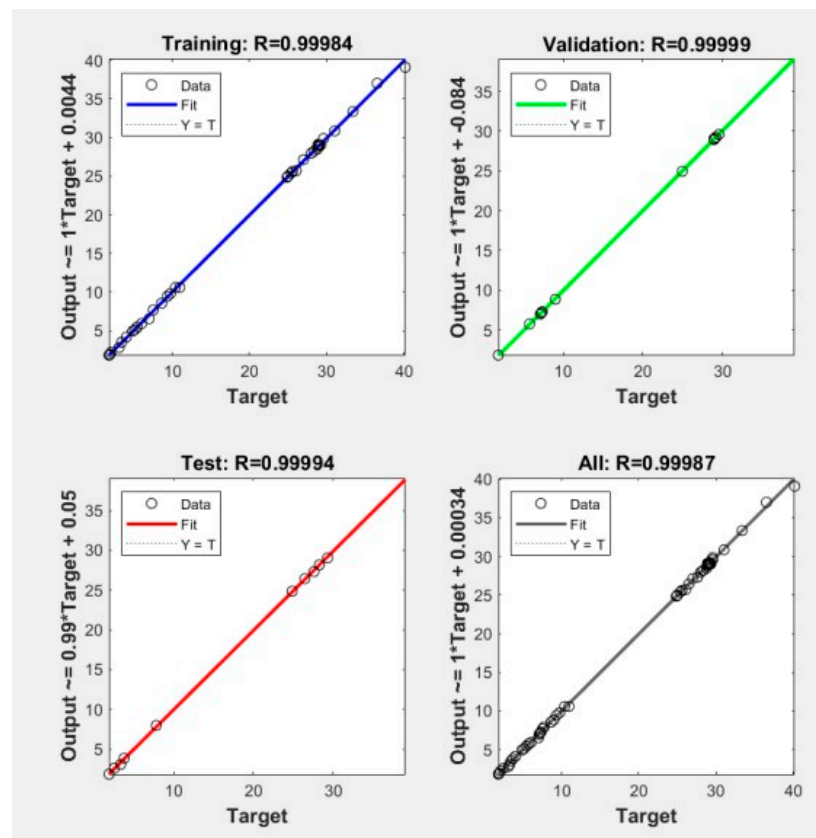 Training: R=0.99984
Output ~= 1*Target + 0.0044
40
35
30
25
20
15
10
5
Data
Fit
Y = T
10
20
30
40
Target
Validation: R=0.99999
Output ~= 1*Target + -0.084
35
30
25
20
15
10
5
Data
Fit
Y = T
10
20
30
Target
Test: R=0.99994
Output ~= 0.99*Target + 0.05
35
30
25
20
15
10
5
Data
Fit
Y = T
10
20
30
Target
All: R=0.99987
Output ~= 1*Target + 0.00034
40
35
30
25
20
15
10
5
Data
Fit
Y = T
10
20
30
40
Target